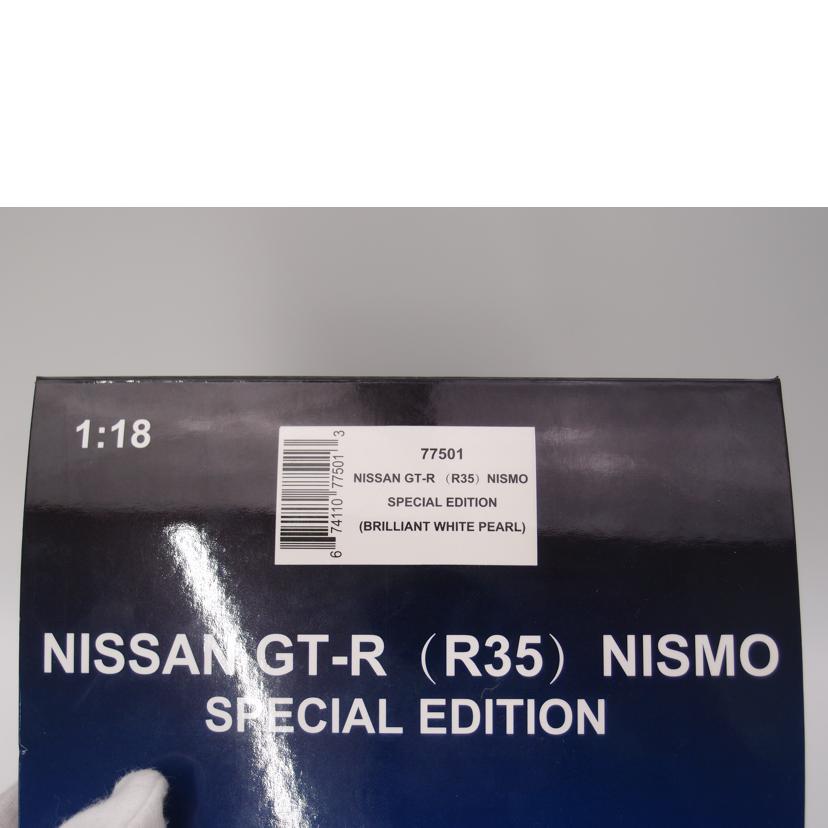 1:18
77501
NISSAN GT-R （R35）NISMO
SPECIAL EDITION
(BRILLIANT WHITE PEARL)
6 74110 77501 3
NISSAN GT-R（R35）NISMO
SPECIAL EDITION